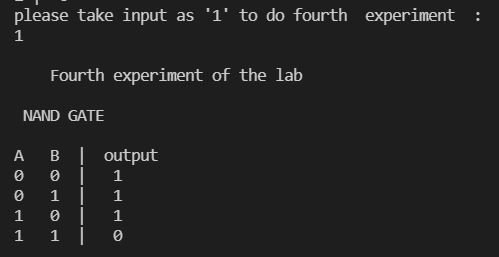 please take input as '1' to do fourth  experiment  :
1
Fourth experiment of the lab
NAND GATE
A   B  |  output
0   0  |   1
0   1  |   1
1   0  |   1
1   1  |   0